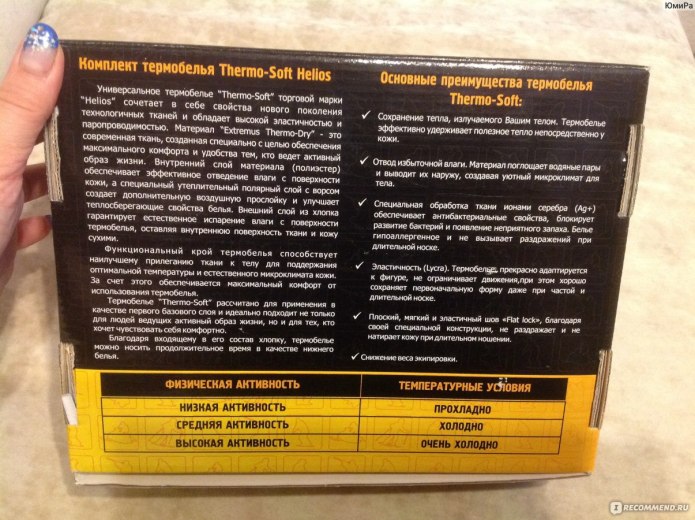 ЮмиРа
Комплект термобелья Thermo-Soft Helios
Универсальное термобелье "Thermo-Soft" торговой марки
"Helios" сочетает в себе свойства нового поколения
технологичных тканей и обладает высокой эластичностью и
паропроводимостью. Материал "Extremus Thermo-Dry" - это
современная ткань, созданная специально с целью обеспечения
максимального комфорта и удобства тем, кто ведет активный
образ жизни. Внутренний слой материала (полиэстер)
обеспечивает эффективное отведение влаги с поверхности
кожи, а специальный утеплительный полярный слой с ворсом
создает дополнительную воздушную прослойку и улучшает
теплосберегающие свойства белья. Внешний слой из хлопка
гарантирует естественное испарение влаги с поверхности
термобелья, оставляя внутреннюю поверхность ткани и кожу
сухими.
Функциональный крой термобелья способствует
наилучшему прилеганию ткани к телу для поддержания
оптимальной температуры и естественного микроклимата кожи.
За счет этого обеспечивается максимальный комфорт от
использования термобелья.
Термобелье "Thermo-Soft" рассчитано для применения в
качестве первого базового слоя и идеально подходит не только
для людей ведущих активный образ жизни, но и для тех, кто
хочет чувствовать себя комфортно.
Благодаря входящему в его состав хлопку, термобелье
можно носить продолжительное время в качестве нижнего
белья.
Основные преимущества термобелья
Thermo-Soft:
✓ Сохранение тепла, излучаемого Вашим телом. Термобелье
эффективно удерживает полезное тепло непосредственно у
кожи.
✓ Отвод избыточной влаги. Материал поглощает водяные пары
и выводит их наружу, создавая уютный микроклимат для
тела.
✓ Специальная обработка ткани ионами серебра (Ag+)
обеспечивает антибактериальные свойства, блокирует
развитие бактерий и появление неприятного запаха. Белье
гипоаллергенное и не вызывает раздражений при
длительной носке.
✓ Эластичность (Lycra). Термобелье, прекрасно адаптируется
к фигуре, не ограничивает движения,при этом хорошо
сохраняет первоначальную форму даже при частой и
длительной носке.
✓ Плоский, мягкий и эластичный шов «Flat lock», благодаря
своей специальной конструкции, не раздражает и не
натирает кожу при длительном ношении.
✓ Снижение веса экипировки.
ФИЗИЧЕСКАЯ АКТИВНОСТЬ ТЕМПЕРАТУРНЫЕ УСЛОВИЯ
НИЗКАЯ АКТИВНОСТЬ ПРОХЛАДНО
СРЕДНЯЯ АКТИВНОСТЬ ХОЛОДНО
ВЫСОКАЯ АКТИВНОСТЬ ОЧЕНЬ ХОЛОДНО
IRECOMMEND.RU